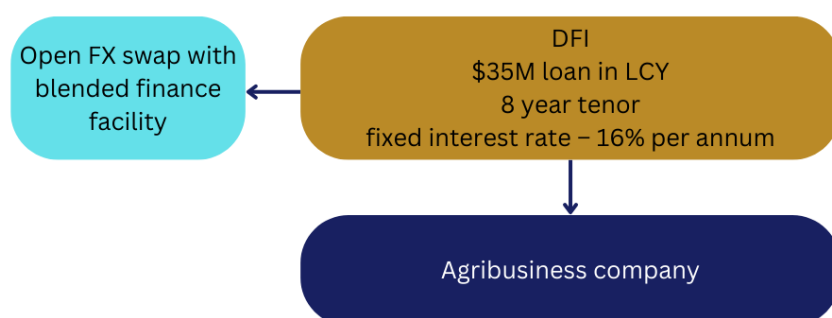 Open FX swap with
blended finance
facility
DFI
$35M loan in LCY
8 year tenor
fixed interest rate – 16% per annum
Agribusiness company